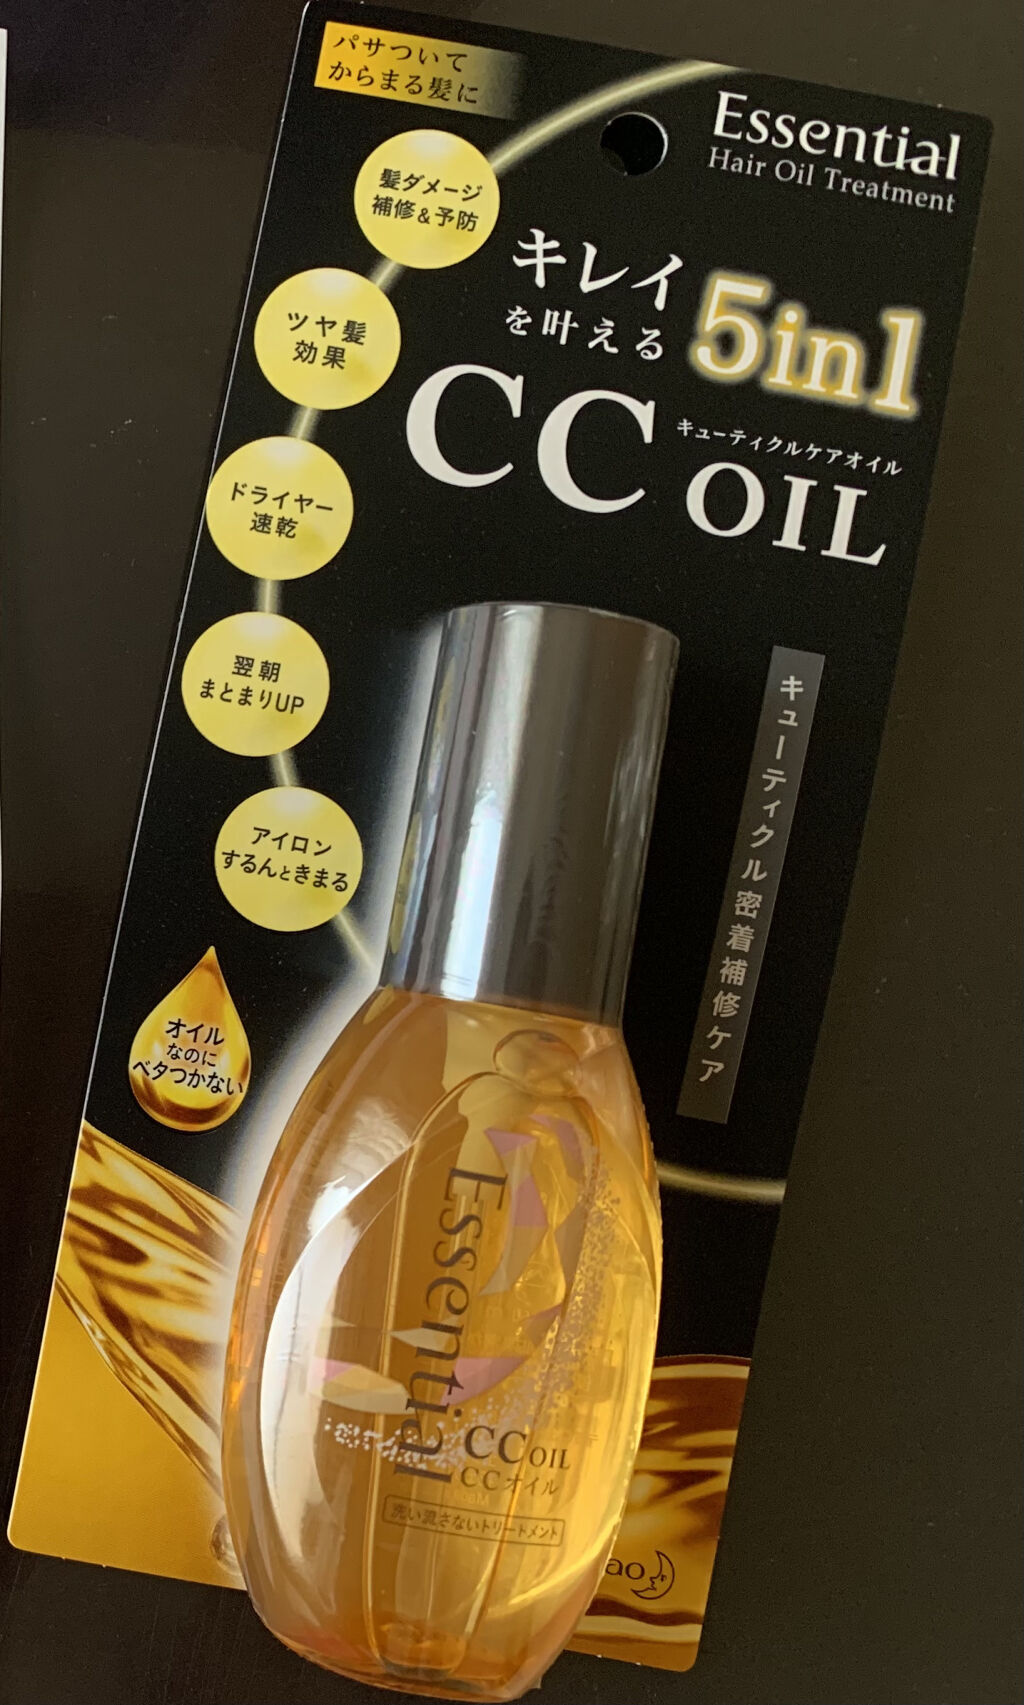 パサついて
からまる髪に
Essential
Hair Oil Treatment
髪ダメージ
補修&予防
キレイ
を叶える
5in1
ツヤ髪
効果
CC OIL
キューティクルケアオイル
ドライヤー
速乾
翌朝
まとまりUP
アイロン
するんときまる
キューティクル密着補修ケア
オイル
なのに
ベタつかない
Essential
CC OIL
CCオイル
洗い流さないトリートメント
ao